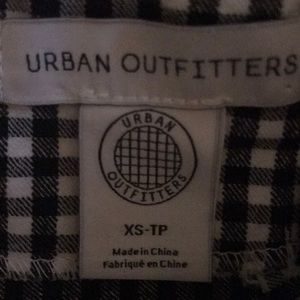 URBAN OUTFITTERS
URBAN
OUTFITTERS
XS-TP
Made in China
Fabriqué en Chine